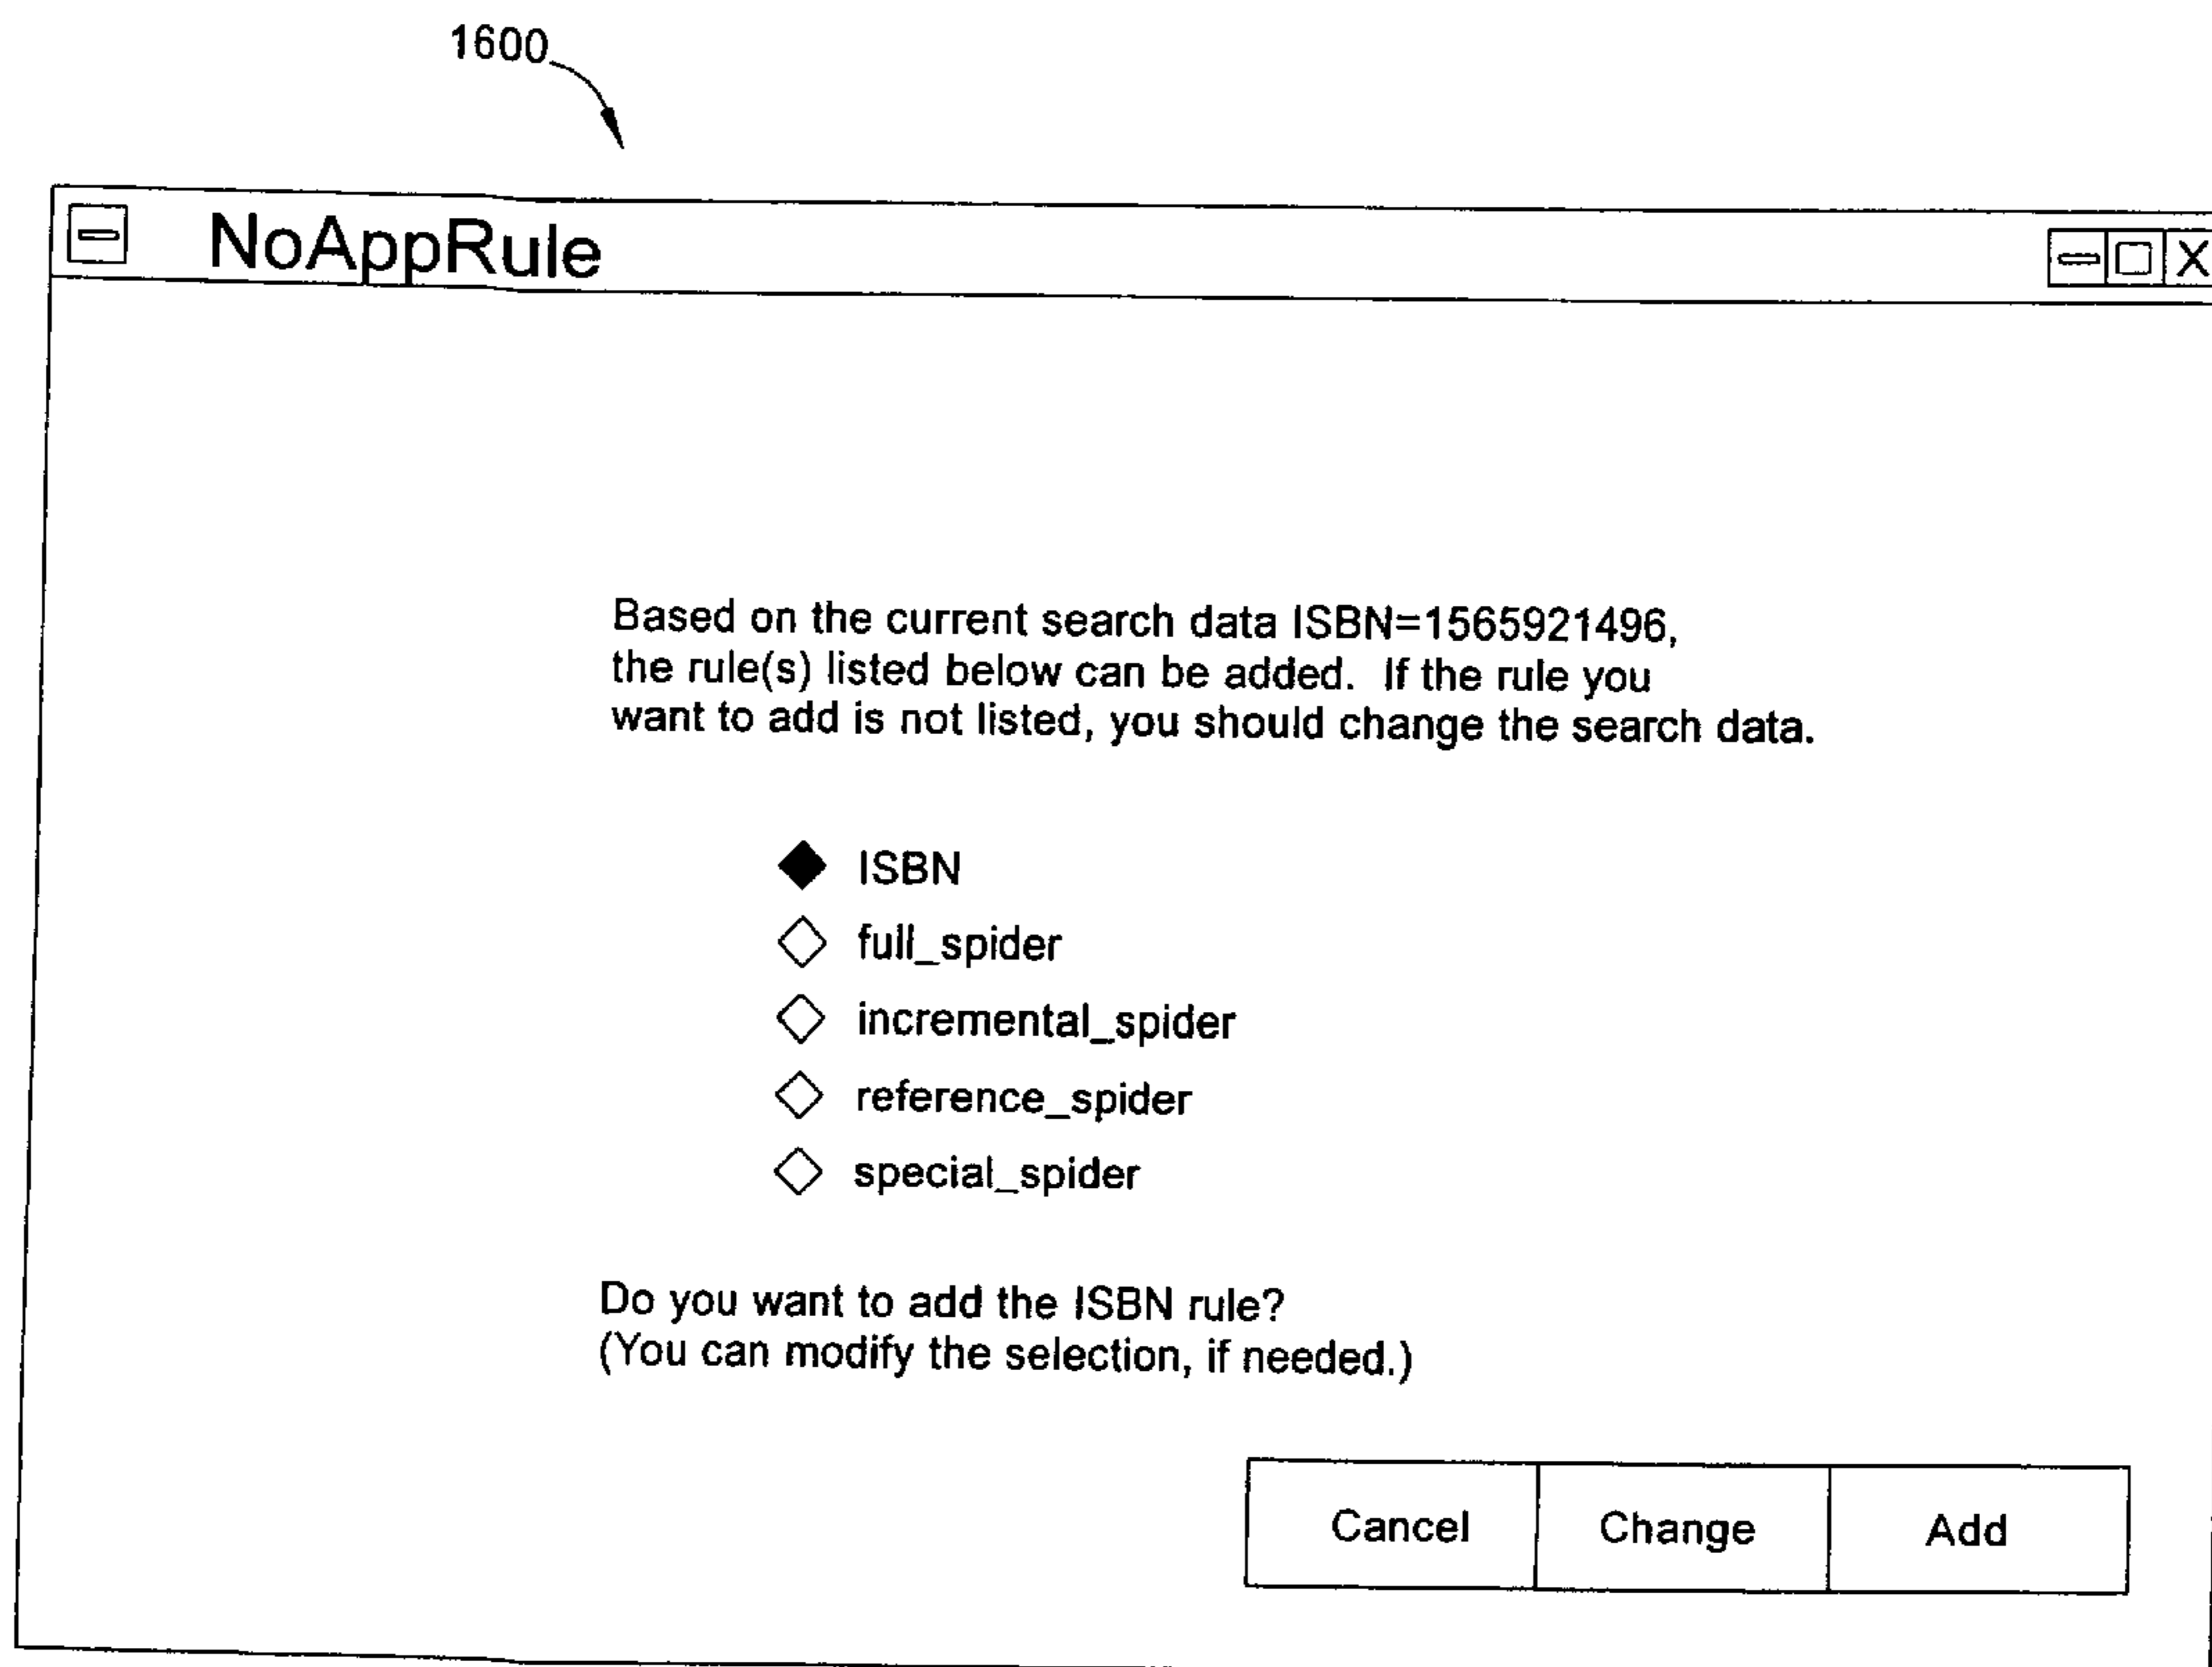 1600
NoAppRule
X
Based on the current search data ISBN=1565921496,
the rule(s) listed below can be added.  If the rule you
want to add is not listed, you should change the search data.
ISBN
full_spider
incremental_spider
reference_spider
special_spider
Do you want to add the ISBN rule?
(You can modify the selection, if needed.)
Cancel Change Add